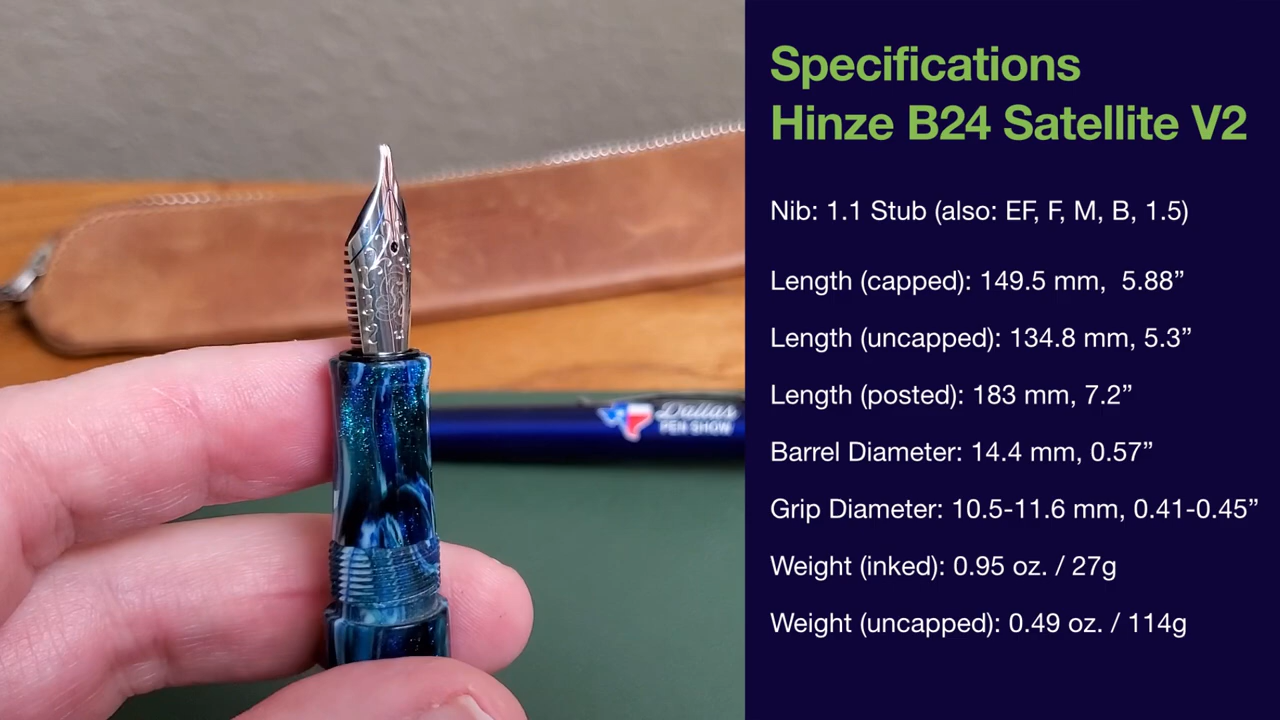 Specifications
Hinze B24 Satellite V2
Nib: 1.1 Stub (also: EF, F, M, B, 1.5)
Length (capped): 149.5 mm,  5.88”
Length (uncapped): 134.8 mm, 5.3”
Length (posted): 183 mm, 7.2”
Barrel Diameter: 14.4 mm, 0.57”
Grip Diameter: 10.5-11.6 mm, 0.41-0.45”
Weight (inked): 0.95 oz. / 27g
Weight (uncapped): 0.49 oz. / 114g
Dallas
PEN SHOW